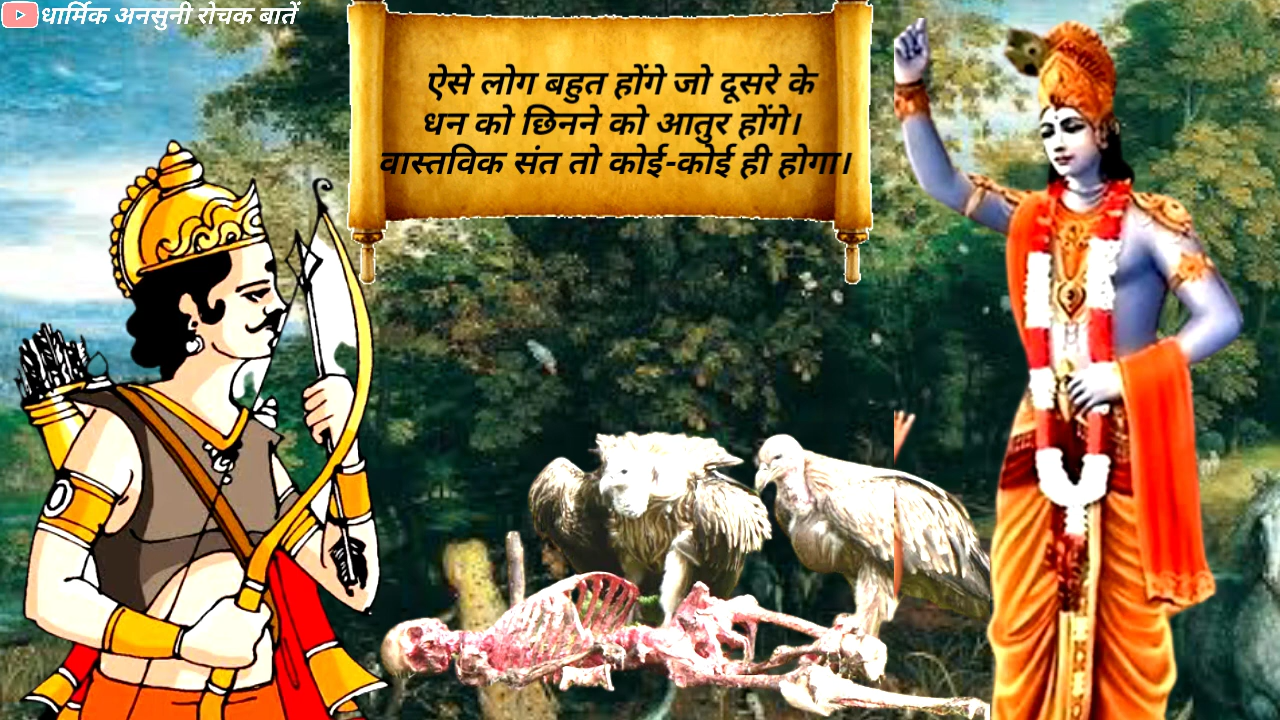 धार्मिक अनसुनी रोचक बातें
ऐसे लोग बहुत होंगे जो दूसरे के
धन को छिनने को आतुर होंगे।
वास्तविक संत तो कोई-कोई ही होगा।